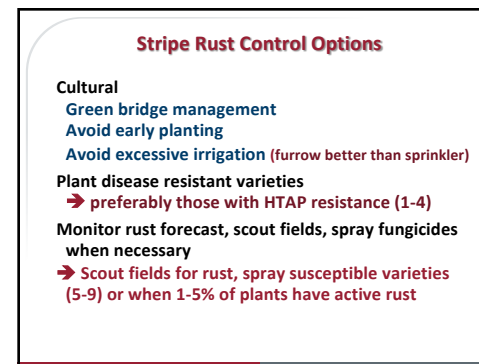 Stripe Rust Control Options
Cultural
Green bridge management
Avoid early planting
Avoid excessive irrigation (furrow better than sprinkler)
Plant disease resistant varieties
➔ preferably those with HTAP resistance (1-4)
Monitor rust forecast, scout fields, spray fungicides
when necessary
➔ Scout fields for rust, spray susceptible varieties
(5-9) or when 1-5% of plants have active rust